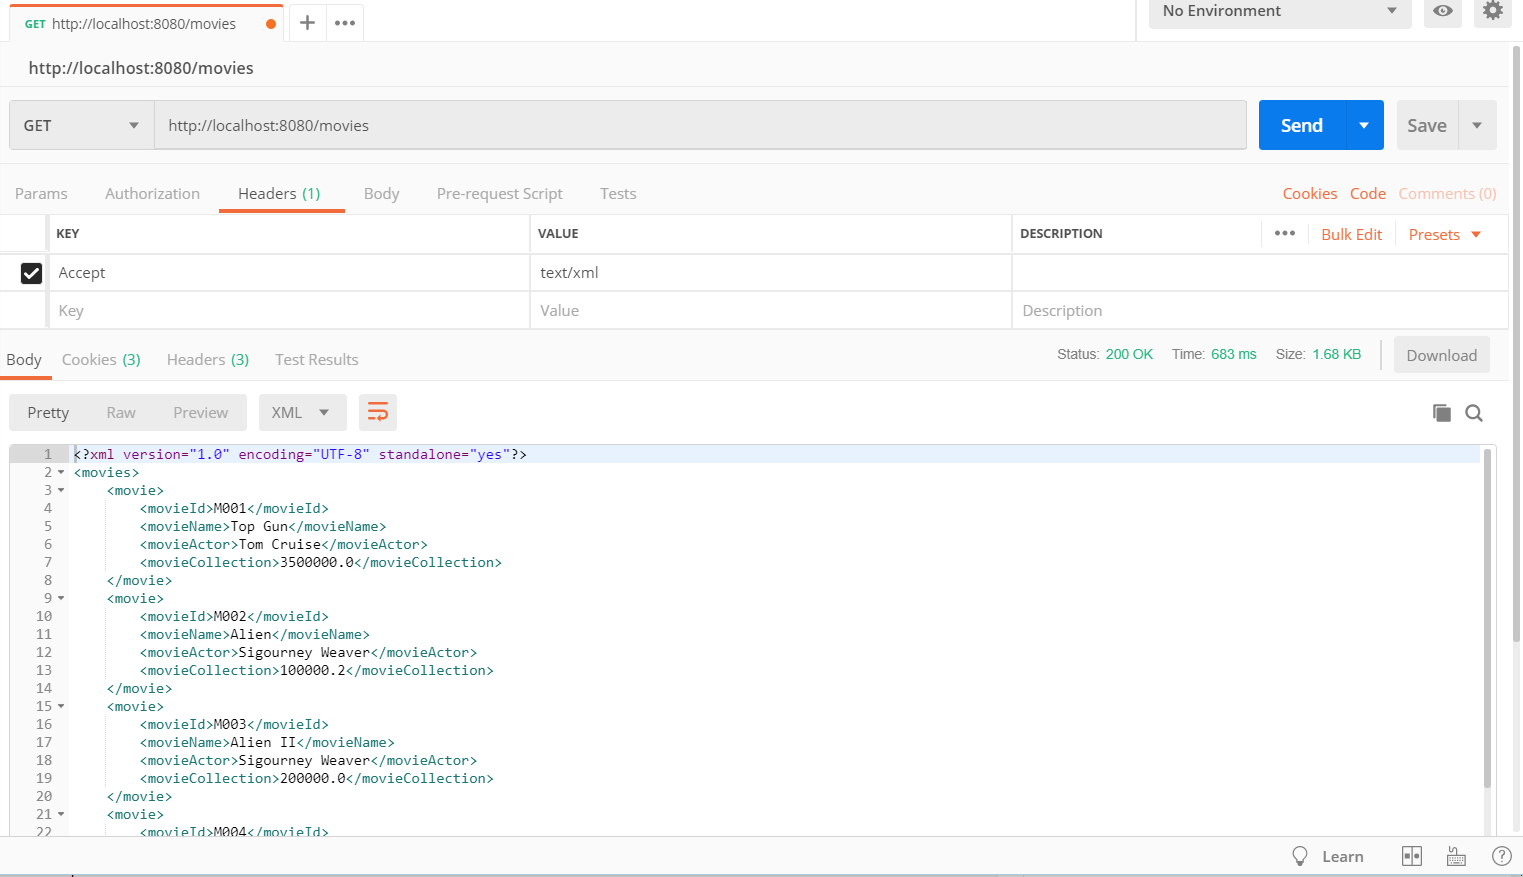 GET http://localhost:8080/movies
No Environment
http://localhost:8080/movies
GET http://localhost:8080/movies Send Save
Params Authorization Headers (1) Body Pre-request Script Tests Cookies Code Comments (0)
KEY VALUE DESCRIPTION Bulk Edit Presets
Accept text/xml
Key Value Description
Body Cookies (3) Headers (3) Test Results Status: 200 OK Time: 683 ms Size: 1.68 KB Download
Pretty Raw Preview XML
1 <?xml version="1.0" encoding="UTF-8" standalone="yes"?>
2 <movies>
3 <movie>
4 <movieId>M001</movieId>
5 <movieName>Top Gun</movieName>
6 <movieActor>Tom Cruise</movieActor>
7 <movieCollection>3500000.0</movieCollection>
8 </movie>
9 <movie>
10 <movieId>M002</movieId>
11 <movieName>Alien</movieName>
12 <movieActor>Sigourney Weaver</movieActor>
13 <movieCollection>100000.2</movieCollection>
14 </movie>
15 <movie>
16 <movieId>M003</movieId>
17 <movieName>Alien II</movieName>
18 <movieActor>Sigourney Weaver</movieActor>
19 <movieCollection>200000.0</movieCollection>
20 </movie>
21 <movie>
22 <movieId>M004</movieId>
Learn